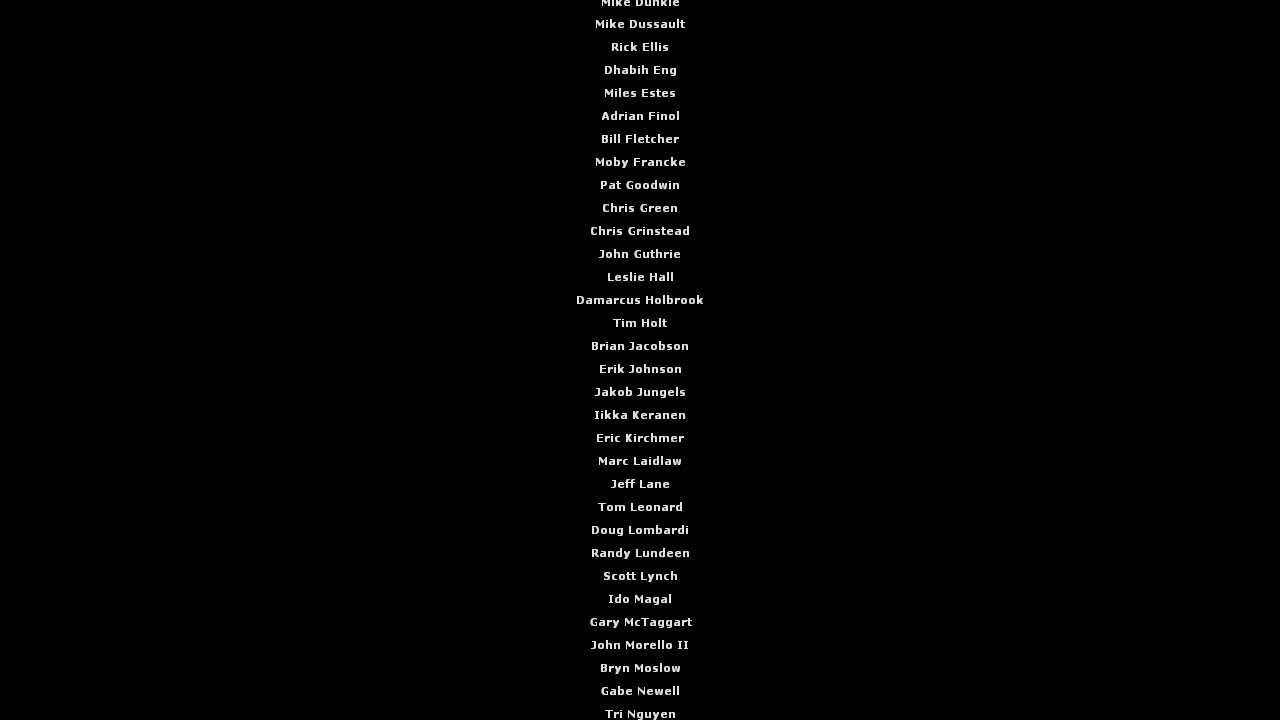 Mike Dunkle
Mike Dussault
Rick Ellis
Dhabih Eng
Miles Estes
Adrian Finol
Bill Fletcher
Moby Francke
Pat Goodwin
Chris Green
Chris Grinstead
John Guthrie
Leslie Hall
Damarcus Holbrook
Tim Holt
Brian Jacobson
Erik Johnson
Jakob Jungels
Iikka Keranen
Eric Kirchmer
Marc Laidlaw
Jeff Lane
Tom Leonard
Doug Lombardi
Randy Lundeen
Scott Lynch
Ido Magal
Gary McTaggart
John Morello II
Bryn Moslow
Gabe Newell
Tri Nguyen